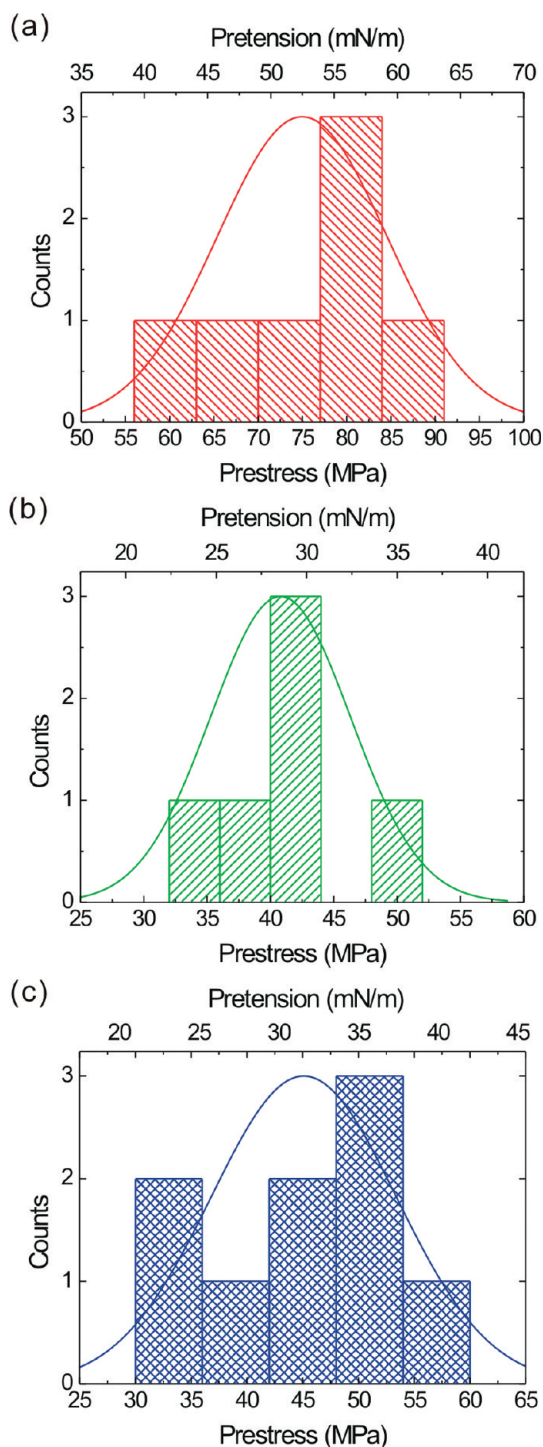 (a)
Pretension (mN/m)
35 40 45 50 55 60 65 70
3
2
1
0
Counts
50 55 60 65 70 75 80 85 90 95 100
Prestress (MPa)
(b)
Pretension (mN/m)
20 25 30 35 40
3
2
1
0
Counts
25 30 35 40 45 50 55 60
Prestress (MPa)
(c)
Pretension (mN/m)
20 25 30 35 40 45
3
2
1
0
Counts
25 30 35 40 45 50 55 60 65
Prestress (MPa)